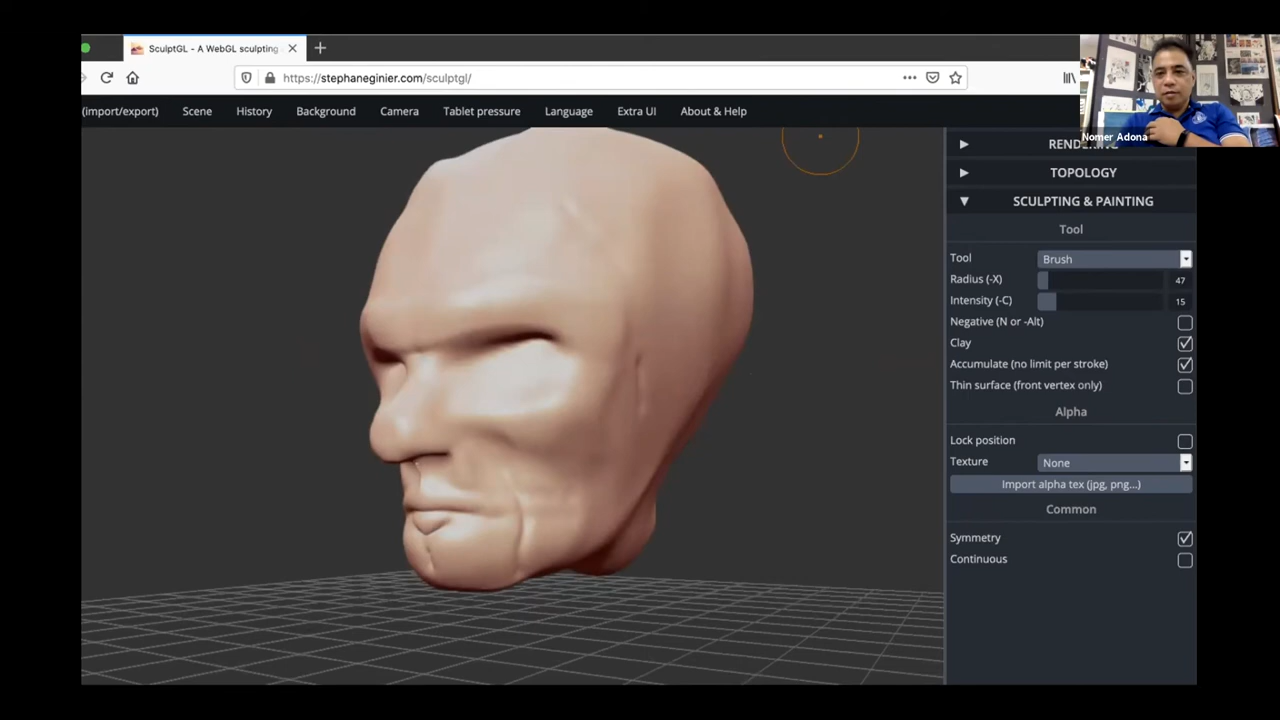 SculptGL - A WebGL sculpting
https://stephaneginier.com/sculptgl/
(import/export) Scene History Background Camera Tablet pressure Language Extra UI About & Help
Nomer Adona
TOPOLOGY
SCULPTING & PAINTING
Tool
Tool Brush
Radius (-X) 47
Intensity (-C) 15
Negative (N or -Alt)
Clay
Accumulate (no limit per stroke)
Thin surface (front vertex only)
Alpha
Lock position
Texture None
Import alpha tex (jpg, png...)
Common
Symmetry
Continuous